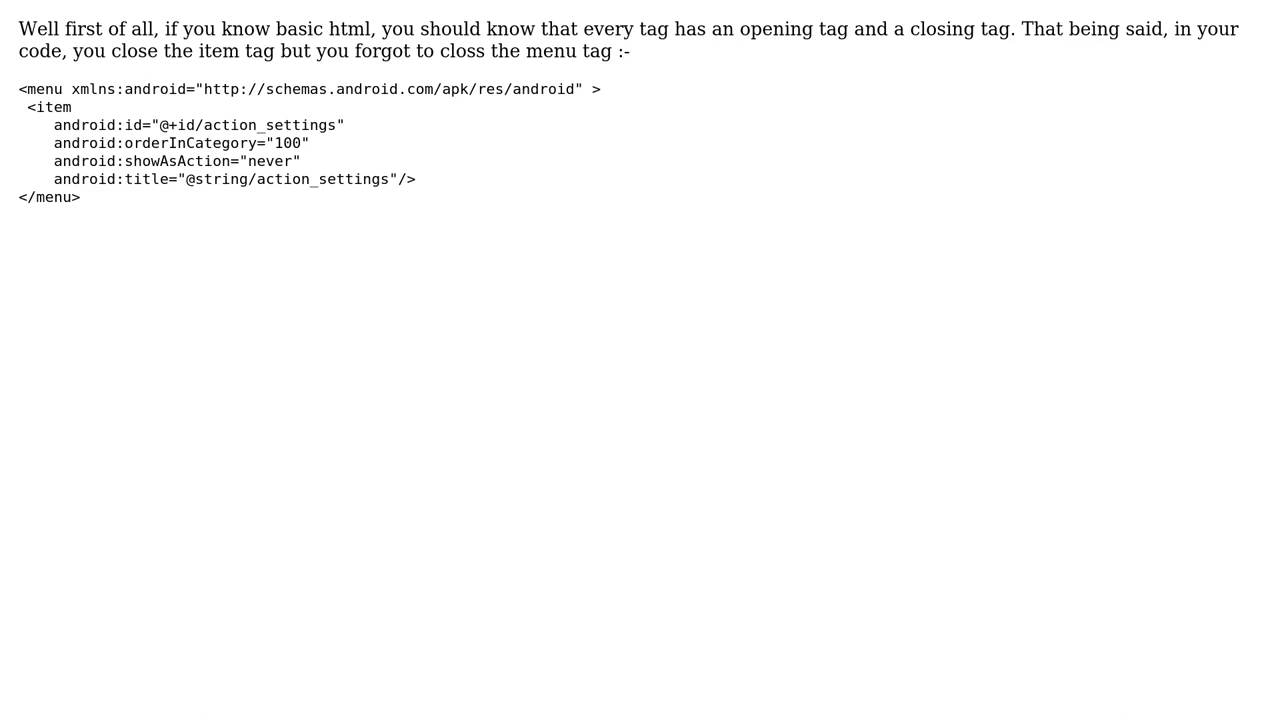 Well first of all, if you know basic html, you should know that every tag has an opening tag and a closing tag. That being said, in your
code, you close the item tag but you forgot to closs the menu tag :-
<menu xmlns:android="http://schemas.android.com/apk/res/android" >
 <item
    android:id="@+id/action_settings"
    android:orderInCategory="100"
    android:showAsAction="never"
    android:title="@string/action_settings"/>
</menu>